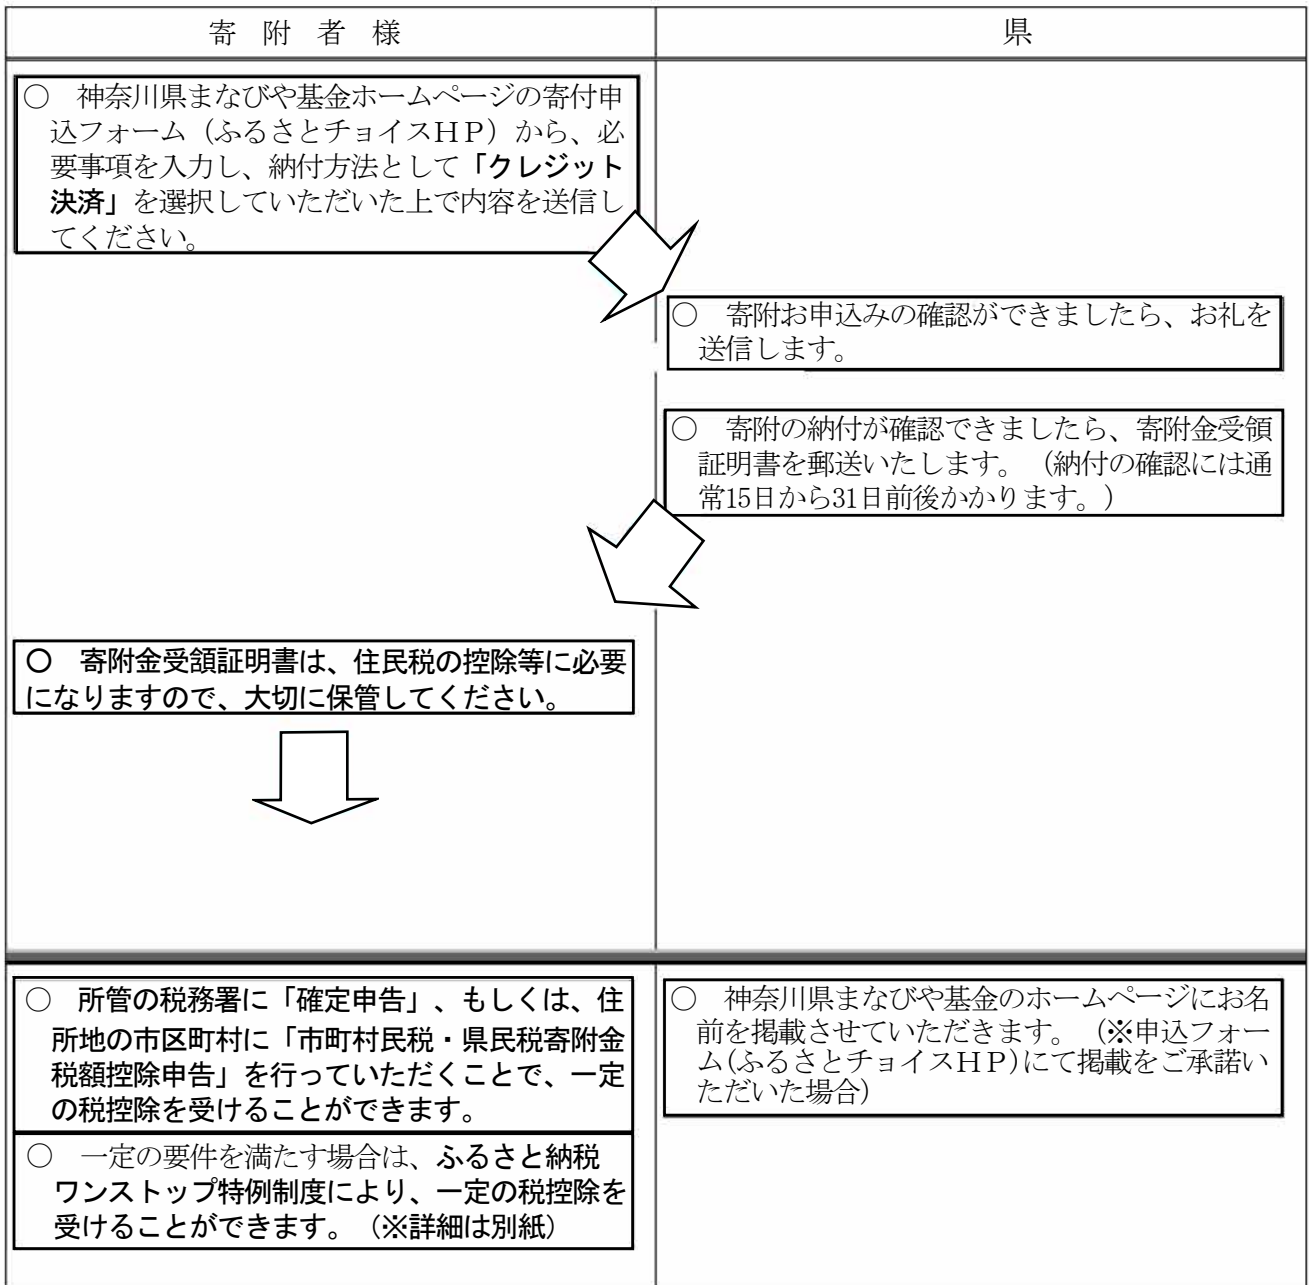 寄 附 者 様
県
○ 神奈川県まなびや基金ホームページの寄付申
込フォーム（ふるさとチョイスＨＰ）から、必
要事項を入力し、納付方法として「クレジット
決済」を選択していただいた上で内容を送信し
てください。
○ 寄附お申込みの確認ができましたら、お礼を
送信します。
○ 寄附の納付が確認できましたら、寄附金受領
証明書を郵送いたします。（納付の確認には通
常15日から31日前後かかります。）
○ 寄附金受領証明書は、住民税の控除等に必要
になりますので、大切に保管してください。
○ 所管の税務署に「確定申告」、もしくは、住
所地の市区町村に「市町村民税・県民税寄附金
税額控除申告」を行っていただくことで、一定
の税控除を受けることができます。
○ 一定の要件を満たす場合は、ふるさと納税
ワンストップ特例制度により、一定の税控除を
受けることができます。（※詳細は別紙）
○ 神奈川県まなびや基金のホームページにお名
前を掲載させていただきます。（※申込フォー
ム(ふるさとチョイスＨＰ)にて掲載をご承諾い
ただいた場合）